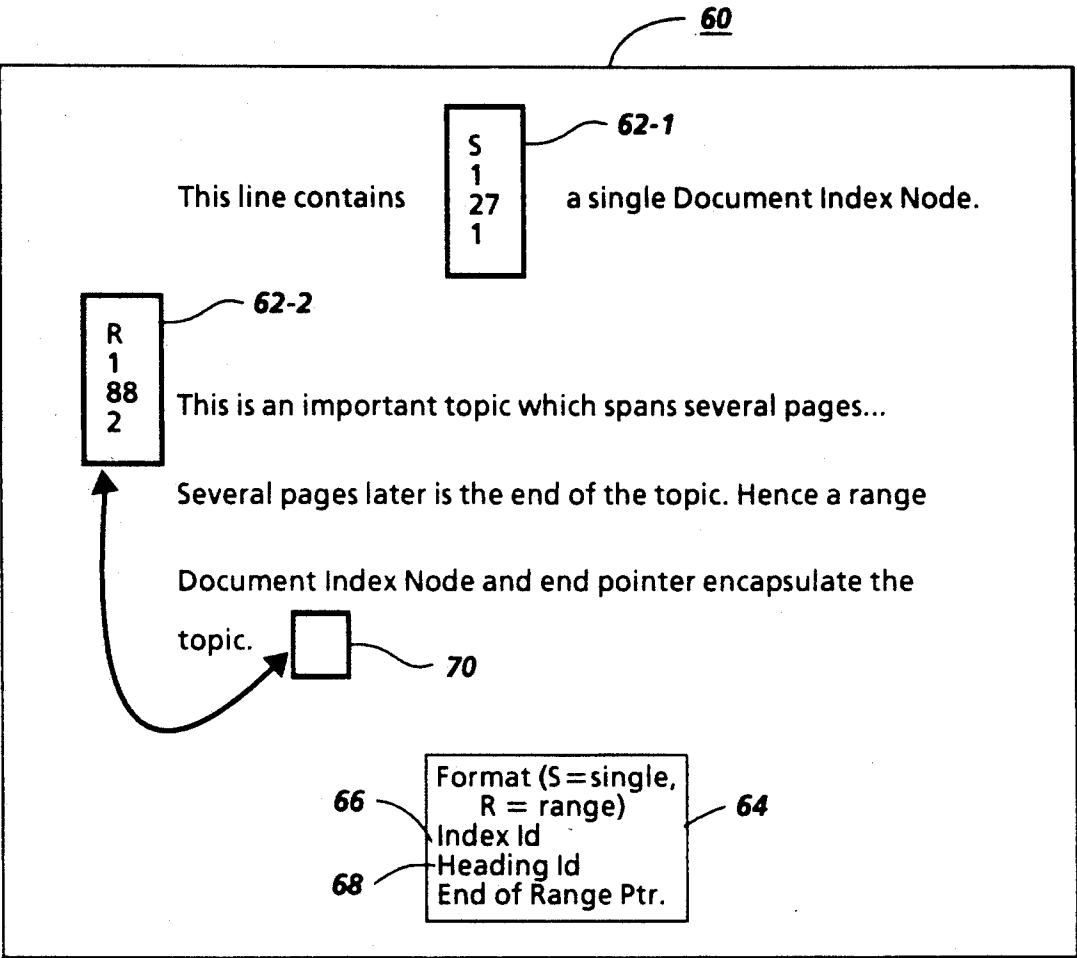 60
62-1
S
1
This line contains 27 a single Document Index Node.
1
62-2
R
1
88
2
This is an important topic which spans several pages...
Several pages later is the end of the topic. Hence a range
Document Index Node and end pointer encapsulate the
topic.
70
Format (S=single,
R = range)
66
64
Index Id
Heading Id
68
End of Range Ptr.